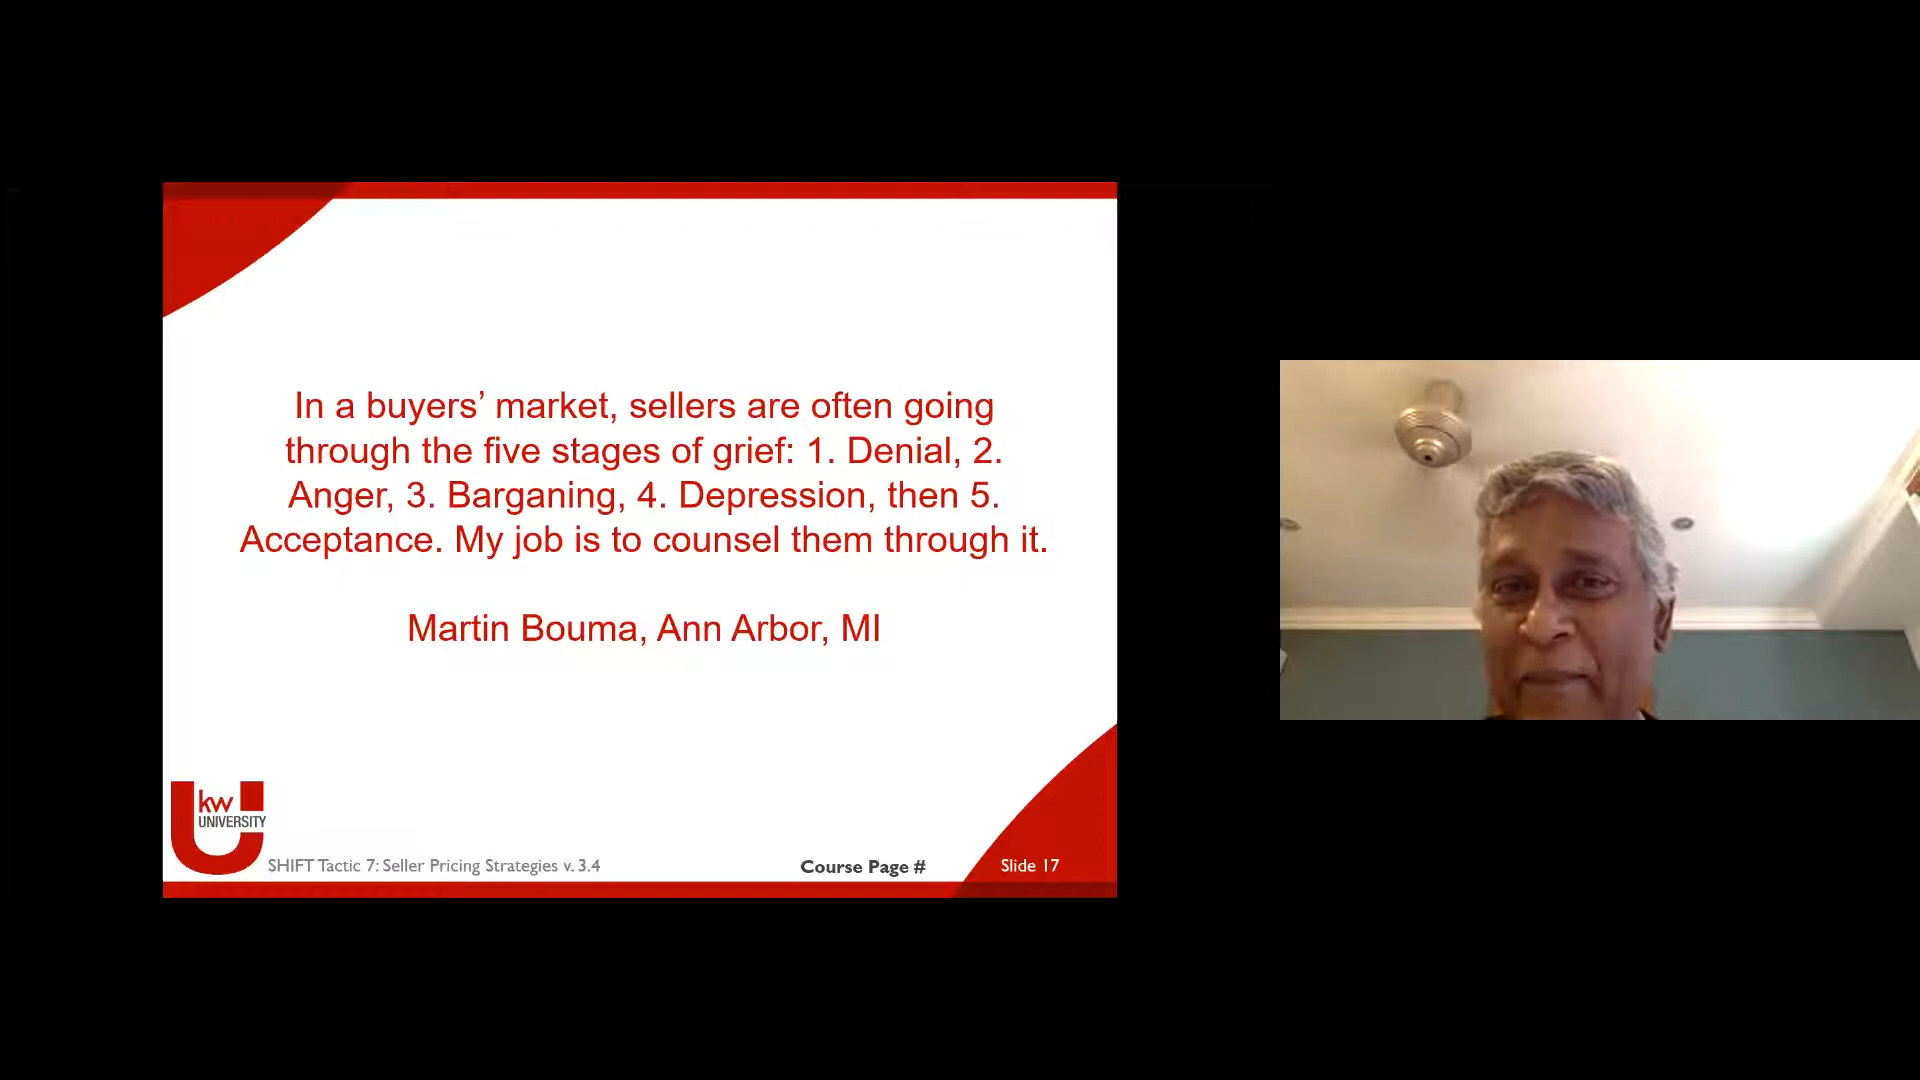 In a buyers’ market, sellers are often going
through the five stages of grief: 1. Denial, 2.
Anger, 3. Barganing, 4. Depression, then 5.
Acceptance. My job is to counsel them through it.
Martin Bouma, Ann Arbor, MI
kw
UNIVERSITY
SHIFT Tactic 7: Seller Pricing Strategies v. 3.4
Course Page #
Slide 17